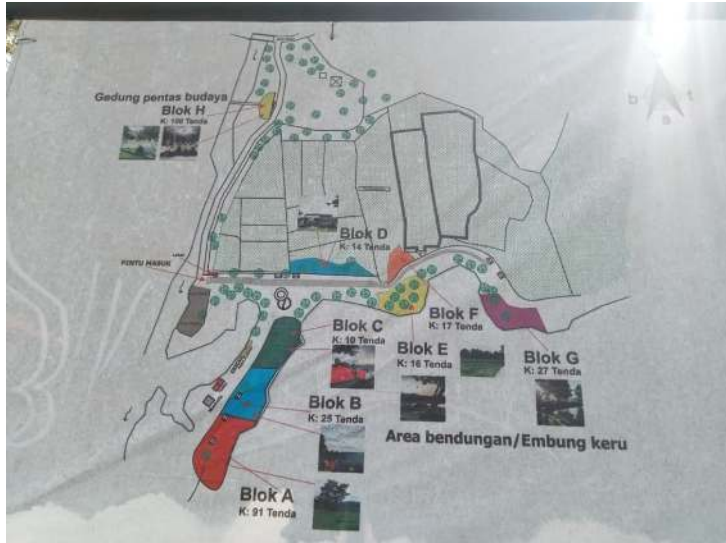 Gedung pentas budaya
Blok H
K: 100 Tenda
b
t
s
Blok D
K: 14 Tenda
PINTU MASUK
Blok F
K: 17 Tenda
Blok C
K: 10 Tenda
Blok E
K: 16 Tenda
Blok G
K: 27 Tenda
Blok B
K: 25 Tenda
Area bendungan/Embung keru
Blok A
K: 91 Tenda